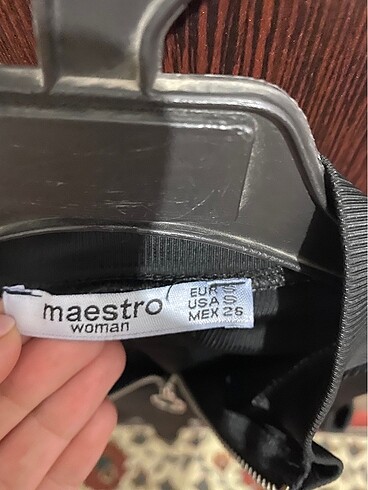 maestro
woman
EUR S
USA S
MEX 26